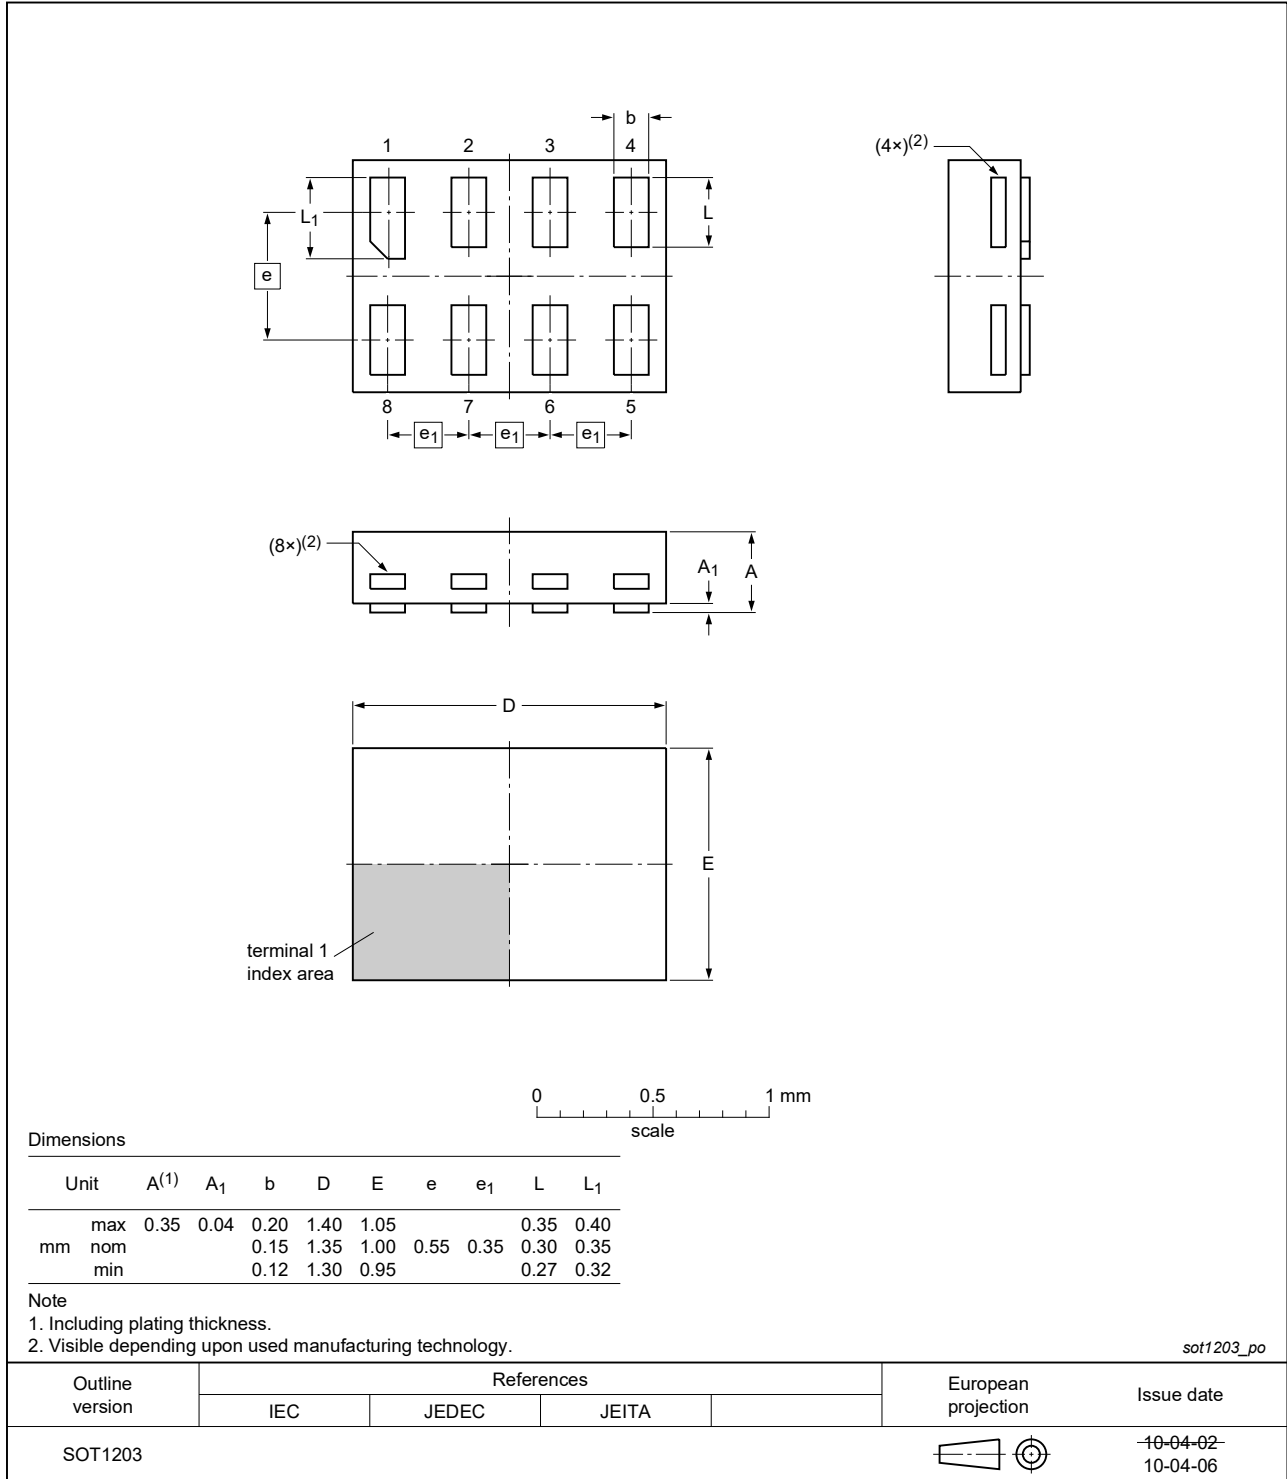 b
1 2 3 4
(4×)(2)
L1
L
e
8 7 6 5
e1 e1 e1
(8×)(2)
A1 A
D
E
terminal 1
index area
0 0.5 1 mm
scale
Dimensions
Unit A(1) A1 b D E e e1 L L1
max 0.35 0.04 0.20 1.40 1.05 0.35 0.40
mm nom 0.15 1.35 1.00 0.55 0.35 0.30 0.35
min 0.12 1.30 0.95 0.27 0.32
Note
1. Including plating thickness.
2. Visible depending upon used manufacturing technology.
sot1203_po
Outline
version
References
IEC JEDEC JEITA
European
projection
Issue date
SOT1203
10-04-02
10-04-06